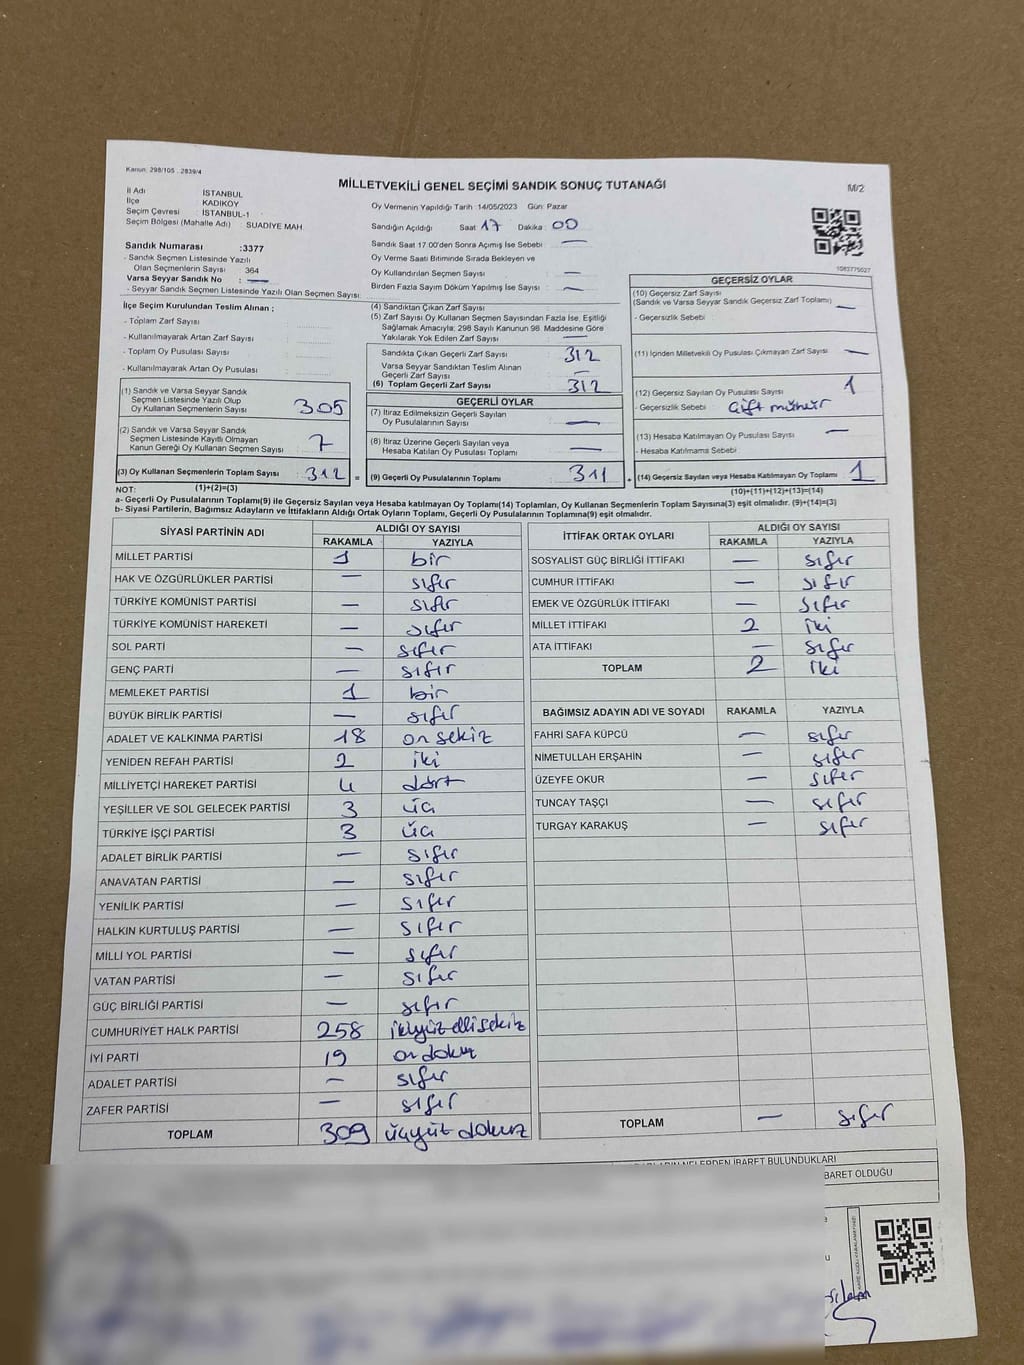 Kanun: 298/105 . 2839/4
MİLLETVEKİLİ GENEL SEÇİMİ SANDIK SONUÇ TUTANAĞI
M/2
İl Adı İSTANBUL
İlçe KADIKÖY
Seçim Çevresi İSTANBUL-1
Seçim Bölgesi (Mahalle Adı) SUADİYE MAH.
Sandık Numarası :3377
- Sandık Seçmen Listesinde Yazılı
Olan Seçmenlerin Sayısı : 364
Varsa Seyyar Sandık No : —
- Seyyar Sandık Seçmen Listesinde Yazılı Olan Seçmen Sayısı:
Oy Vermenin Yapıldığı Tarih :14/05/2023 Gün: Pazar
Sandığın Açıldığı Saat 17 Dakika : 00
Sandık Saat 17.00'den Sonra Açılmış İse Sebebi : —
Oy Verme Saati Bitiminde Sırada Bekleyen ve
Oy Kullandırılan Seçmen Sayısı : —
Birden Fazla Sayım Döküm Yapılmış İse Sayısı : —
1083775027
İlçe Seçim Kurulundan Teslim Alınan ;
- Toplam Zarf Sayısı :
- Kullanılmayarak Artan Zarf Sayısı :
- Toplam Oy Pusulası Sayısı :
- Kullanılmayarak Artan Oy Pusulası :
(1) Sandık ve Varsa Seyyar Sandık
Seçmen Listesinde Yazılı Olup
Oy Kullanan Seçmenlerin Sayısı : 305
(2) Sandık ve Varsa Seyyar Sandık
Seçmen Listesinde Kayıtlı Olmayan
Kanun Gereği Oy Kullanan Seçmen Sayısı : 7
(3) Oy Kullanan Seçmenlerin Toplam Sayısı : 312 =
(4) Sandıktan Çıkan Zarf Sayısı :
(5) Zarf Sayısı Oy Kullanan Seçmen Sayısından Fazla İse, Eşitliği
Sağlamak Amacıyla; 298 Sayılı Kanunun 98. Maddesine Göre
Yakılarak Yok Edilen Zarf Sayısı : —
Sandıkta Çıkan Geçerli Zarf Sayısı : 312
Varsa Seyyar Sandıktan Teslim Alınan
Geçerli Zarf Sayısı : —
(6) Toplam Geçerli Zarf Sayısı : 312
GEÇERLİ OYLAR
(7) İtiraz Edilmeksizin Geçerli Sayılan
Oy Pusulalarının Sayısı : —
(8) İtiraz Üzerine Geçerli Sayılan veya
Hesaba Katılan Oy Pusulası Toplamı : —
(9) Geçerli Oy Pusulalarının Toplamı : 311 +
GEÇERSİZ OYLAR
(10) Geçersiz Zarf Sayısı
(Sandık ve Varsa Seyyar Sandık Geçersiz Zarf Toplamı) : —
- Geçersizlik Sebebi :
(11) İçinden Milletvekili Oy Pusulası Çıkmayan Zarf Sayısı : —
(12) Geçersiz Sayılan Oy Pusulası Sayısı : 1
- Geçersizlik Sebebi : Çift mühür
(13) Hesaba Katılmayan Oy Pusulası Sayısı : —
- Hesaba Katılmama Sebebi :
(14) Geçersiz Sayılan veya Hesaba Katılmayan Oy Toplamı : 1
NOT: (1)+(2)=(3)
(10)+(11)+(12)+(13)=(14)
a- Geçerli Oy Pusulalarının Toplamı(9) ile Geçersiz Sayılan veya Hesaba katılmayan Oy Toplamı(14) Toplamları, Oy Kullanan Seçmenlerin Toplam Sayısına(3) eşit olmalıdır. (9)+(14)=(3)
b- Siyasi Partilerin, Bağımsız Adayların ve İttifakların Aldığı Ortak Oyların Toplamı, Geçerli Oy Pusulalarının Toplamına(9) eşit olmalıdır.
SİYASİ PARTİNİN ADI ALDIĞI OY SAYISI
RAKAMLA YAZIYLA
MİLLET PARTİSİ 1 bir
HAK VE ÖZGÜRLÜKLER PARTİSİ — sıfır
TÜRKİYE KOMÜNİST PARTİSİ — sıfır
TÜRKİYE KOMÜNİST HAREKETİ — sıfır
SOL PARTİ — sıfır
GENÇ PARTİ — sıfır
MEMLEKET PARTİSİ 1 bir
BÜYÜK BİRLİK PARTİSİ — sıfır
ADALET VE KALKINMA PARTİSİ 18 on sekiz
YENİDEN REFAH PARTİSİ 2 iki
MİLLİYETÇİ HAREKET PARTİSİ 4 dört
YEŞİLLER VE SOL GELECEK PARTİSİ 3 üç
TÜRKİYE İŞÇİ PARTİSİ 3 üç
ADALET BİRLİK PARTİSİ — sıfır
ANAVATAN PARTİSİ — sıfır
YENİLİK PARTİSİ — sıfır
HALKIN KURTULUŞ PARTİSİ — sıfır
MİLLİ YOL PARTİSİ — sıfır
VATAN PARTİSİ — sıfır
GÜÇ BİRLİĞİ PARTİSİ — sıfır
CUMHURİYET HALK PARTİSİ 258 ikiyüz elli sekiz
İYİ PARTİ 19 on dokuz
ADALET PARTİSİ — sıfır
ZAFER PARTİSİ — sıfır
TOPLAM 309 üçyüt dokuz
İTTİFAK ORTAK OYLARI ALDIĞI OY SAYISI
RAKAMLA YAZIYLA
SOSYALIST GÜÇ BİRLİĞİ İTTİFAKI — sıfır
CUMHUR İTTİFAKI — sıfır
EMEK VE ÖZGÜRLÜK İTTİFAKI — sıfır
MİLLET İTTİFAKI 2 iki
ATA İTTİFAKI — sıfır
TOPLAM 2 iki
BAĞIMSIZ ADAYIN ADI VE SOYADI RAKAMLA YAZIYLA
FAHRİ SAFA KÜPCÜ — sıfır
NİMETULLAH ERŞAHİN — sıfır
ÜZEYFE OKUR — sıfır
TUNCAY TAŞÇI — sıfır
TURGAY KARAKUŞ — sıfır
TOPLAM — sıfır
NELERDEN İBARET BULUNDUKLARI
BARET OLDUĞU